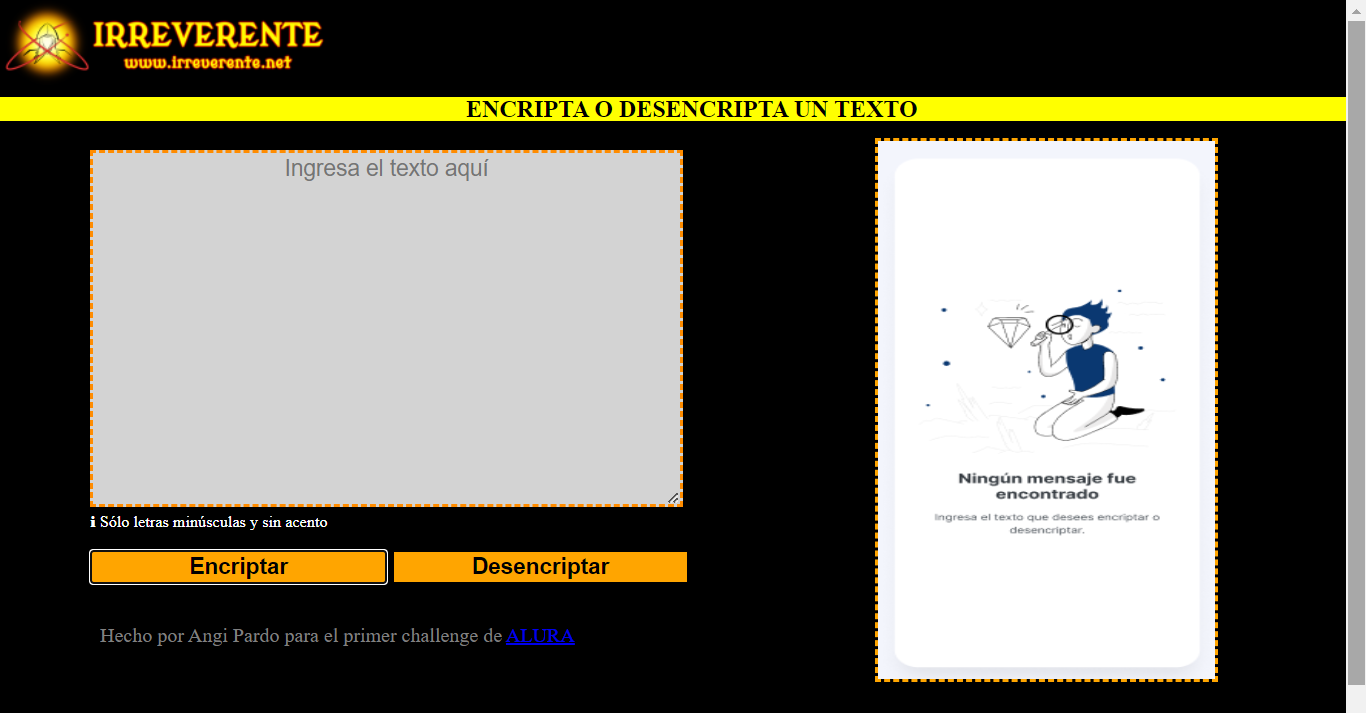 IRREVERENTE
www.irreverente.net
ENCRIPTA O DESENCRIPTA UN TEXTO
Ingresa el texto aquí
ℹ Sólo letras minúsculas y sin acento
Encriptar
Desencriptar
Hecho por Angi Pardo para el primer challenge de ALURA
Ningún mensaje fue
encontrado
Ingresa el texto que desees encriptar o
desencriptar.